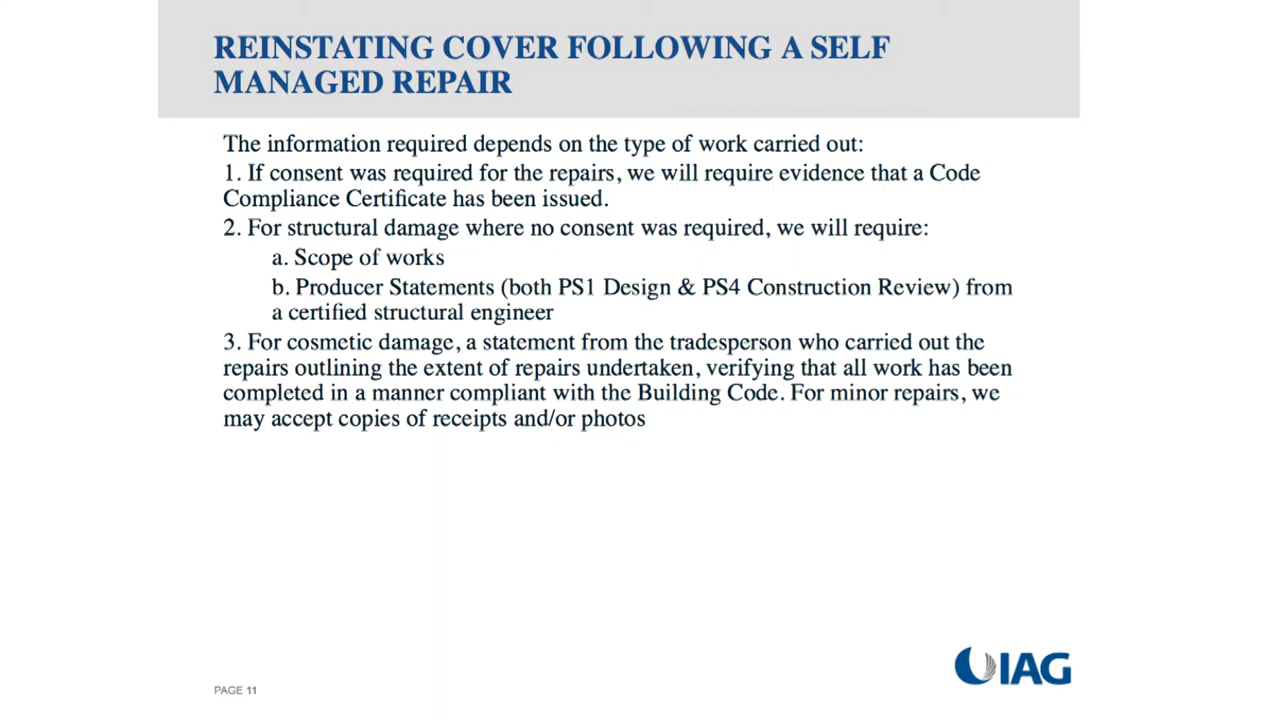 REINSTATING COVER FOLLOWING A SELF
MANAGED REPAIR
The information required depends on the type of work carried out:
1. If consent was required for the repairs, we will require evidence that a Code
Compliance Certificate has been issued.
2. For structural damage where no consent was required, we will require:
a. Scope of works
b. Producer Statements (both PS1 Design & PS4 Construction Review) from
a certified structural engineer
3. For cosmetic damage, a statement from the tradesperson who carried out the
repairs outlining the extent of repairs undertaken, verifying that all work has been
completed in a manner compliant with the Building Code. For minor repairs, we
may accept copies of receipts and/or photos
IAG
PAGE 11